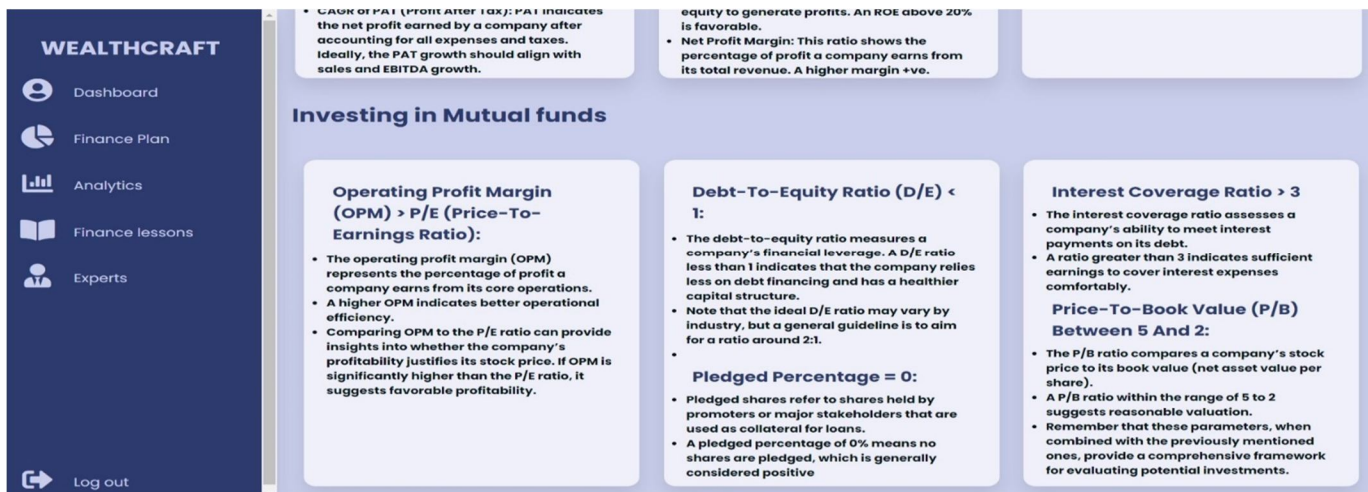 WEALTHCRAFT
Dashboard
Finance Plan
Analytics
Finance lessons
Experts
Log out
• CAGR of PAT (Profit After Tax): PAT indicates
the net profit earned by a company after
accounting for all expenses and taxes.
Ideally, the PAT growth should align with
sales and EBITDA growth.
equity to generate profits. An ROE above 20%
is favorable.
• Net Profit Margin: This ratio shows the
percentage of profit a company earns from
its total revenue. A higher margin +ve.
Investing in Mutual funds
Operating Profit Margin
(OPM) > P/E (Price-To-
Earnings Ratio):
• The operating profit margin (OPM)
represents the percentage of profit a
company earns from its core operations.
• A higher OPM indicates better operational
efficiency.
• Comparing OPM to the P/E ratio can provide
insights into whether the company's
profitability justifies its stock price. If OPM is
significantly higher than the P/E ratio, it
suggests favorable profitability.
Debt-To-Equity Ratio (D/E) <
1:
• The debt-to-equity ratio measures a
company's financial leverage. A D/E ratio
less than 1 indicates that the company relies
less on debt financing and has a healthier
capital structure.
• Note that the ideal D/E ratio may vary by
industry, but a general guideline is to aim
for a ratio around 2:1.
•
Pledged Percentage = 0:
• Pledged shares refer to shares held by
promoters or major stakeholders that are
used as collateral for loans.
• A pledged percentage of 0% means no
shares are pledged, which is generally
considered positive
Interest Coverage Ratio > 3
• The interest coverage ratio assesses a
company's ability to meet interest
payments on its debt.
• A ratio greater than 3 indicates sufficient
earnings to cover interest expenses
comfortably.
Price-To-Book Value (P/B)
Between 5 And 2:
• The P/B ratio compares a company's stock
price to its book value (net asset value per
share).
• A P/B ratio within the range of 5 to 2
suggests reasonable valuation.
• Remember that these parameters, when
combined with the previously mentioned
ones, provide a comprehensive framework
for evaluating potential investments.